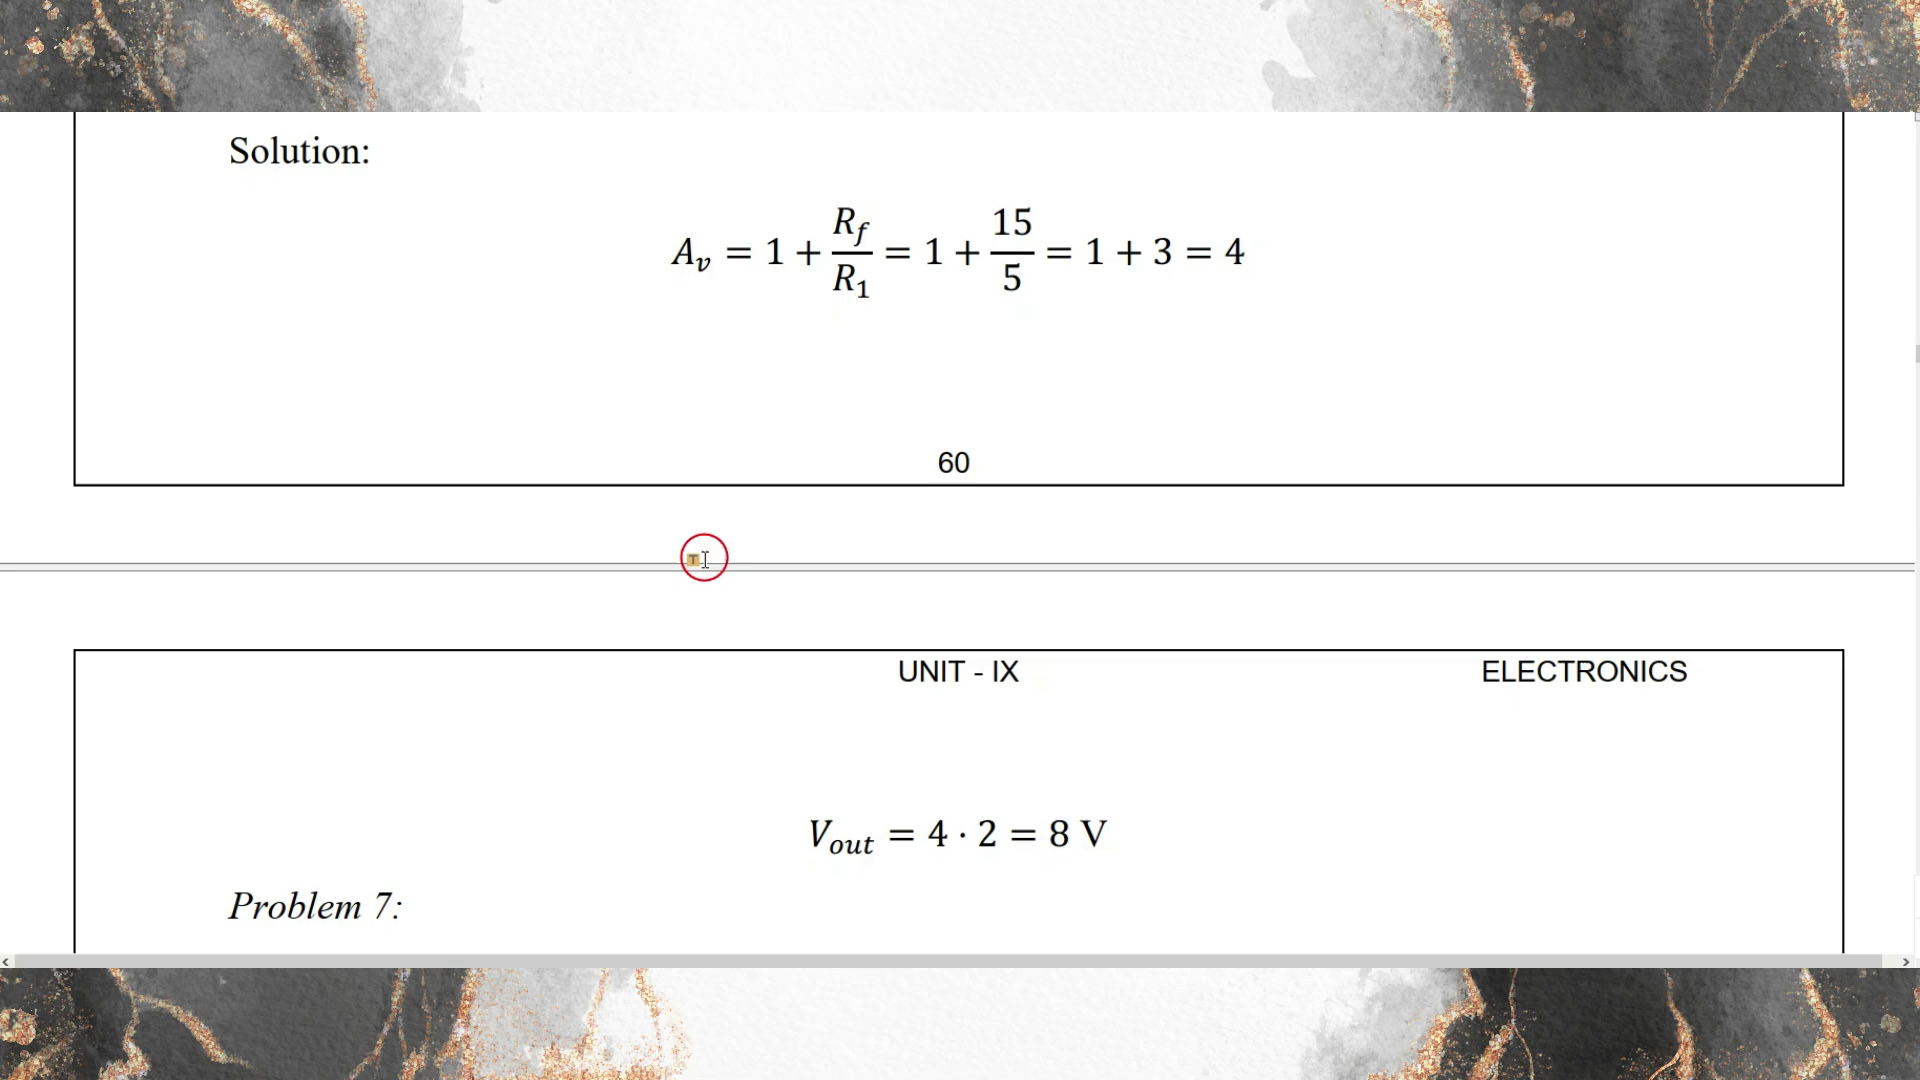 Solution:
A_v = 1 + R_f/R_1 = 1 + 15/5 = 1 + 3 = 4
60
UNIT - IX ELECTRONICS
V_out = 4 · 2 = 8 V
Problem 7: